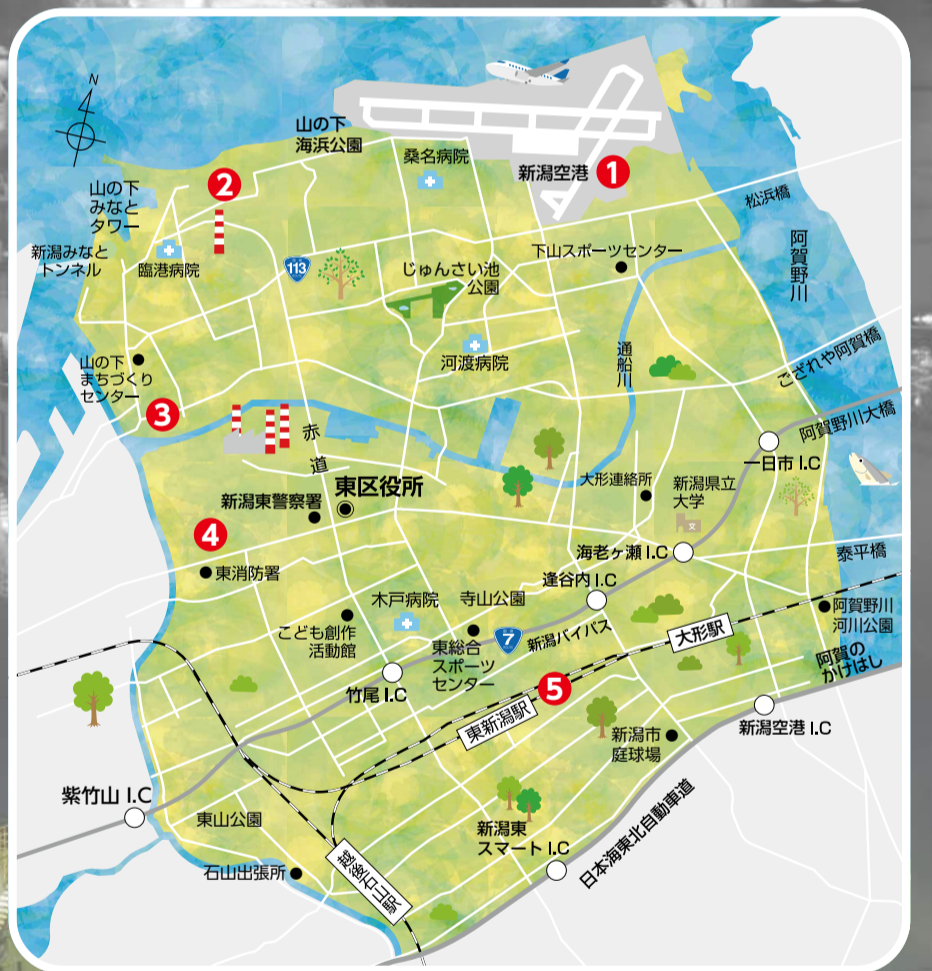 N
山の下
海浜公園
桑名病院
新潟空港
1
2
山の下
みなと
タワー
松浜橋
新潟みなと
トンネル
臨港病院
113
じゅんさい池
公園
下山スポーツセンター
阿賀野川
河渡病院
通船川
ござれや阿賀橋
山の下
まちづくり
センター
3
阿賀野川大橋
赤道
一日市 I.C
東区役所
新潟東警察署
大形連絡所
新潟県立
大学
文
4
海老ヶ瀬 I.C
泰平橋
東消防署
逢谷内 I.C
木戸病院
寺山公園
こども創作
活動館
7
新潟バイパス
大形駅
阿賀野川
河川公園
東総合
スポーツ
センター
阿賀の
かけはし
竹尾 I.C
5
東新潟駅
新潟市
庭球場
新潟空港 I.C
紫竹山 I.C
東山公園
新潟東
スマート I.C
日本海東北自動車道
石山出張所
越後石山駅